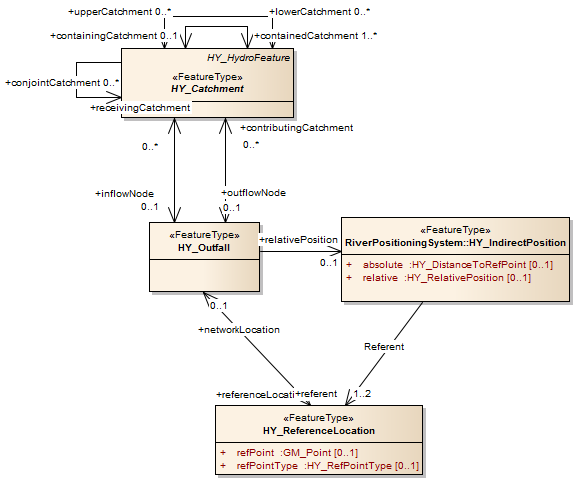 +upperCatchment 0..*
+lowerCatchment 0..*
+containingCatchment 0..1
+containedCatchment 1..*
HY_HydroFeature
«FeatureType»
HY_Catchment
+conjointCatchment 0..*
+receivingCatchment
+contributingCatchment
0..*
0..*
+inflowNode
+outflowNode
0..1
0..1
«FeatureType»
HY_Outfall
+relativePosition
0..1
«FeatureType»
RiverPositioningSystem::HY_IndirectPosition
+ absolute :HY_DistanceToRefPoint [0..1]
+ relative :HY_RelativePosition [0..1]
0..1
+networkLocation
Referent
+referenceLocati
+referent
1..2
«FeatureType»
HY_ReferenceLocation
+ refPoint :GM_Point [0..1]
+ refPointType :HY_RefPointType [0..1]